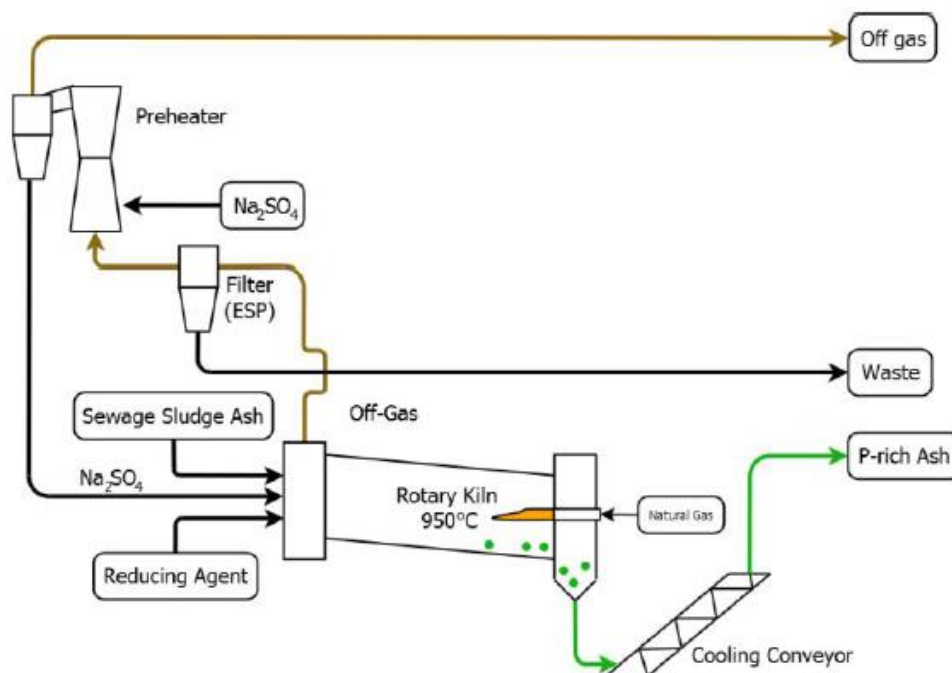 Off gas
Preheater
Na₂SO₄
Filter
(ESP)
Waste
Sewage Sludge Ash
Off-Gas
P-rich Ash
Na₂SO₄
Rotary Kiln
950°C
Natural Gas
Reducing Agent
Cooling Conveyor